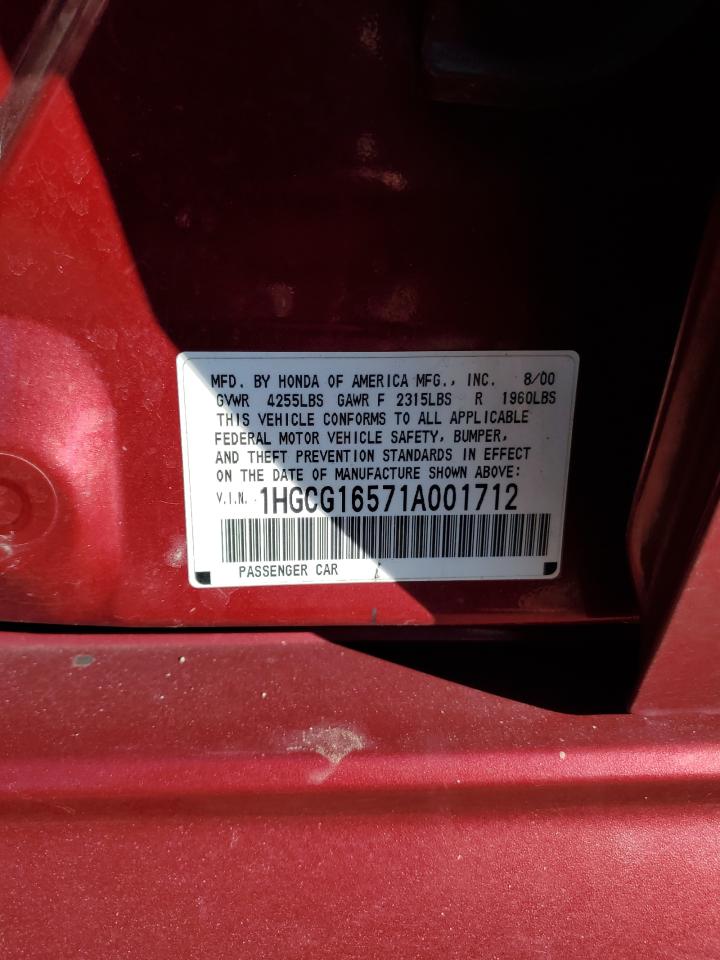 MFD. BY HONDA OF AMERICA MFG., INC. 8/00
GVWR 4255LBS GAWR F 2315LBS R 1960LBS
THIS VEHICLE CONFORMS TO ALL APPLICABLE
FEDERAL MOTOR VEHICLE SAFETY, BUMPER,
AND THEFT PREVENTION STANDARDS IN EFFECT
ON THE DATE OF MANUFACTURE SHOWN ABOVE:
V.I.N. 1HGCG16571A001712
PASSENGER CAR